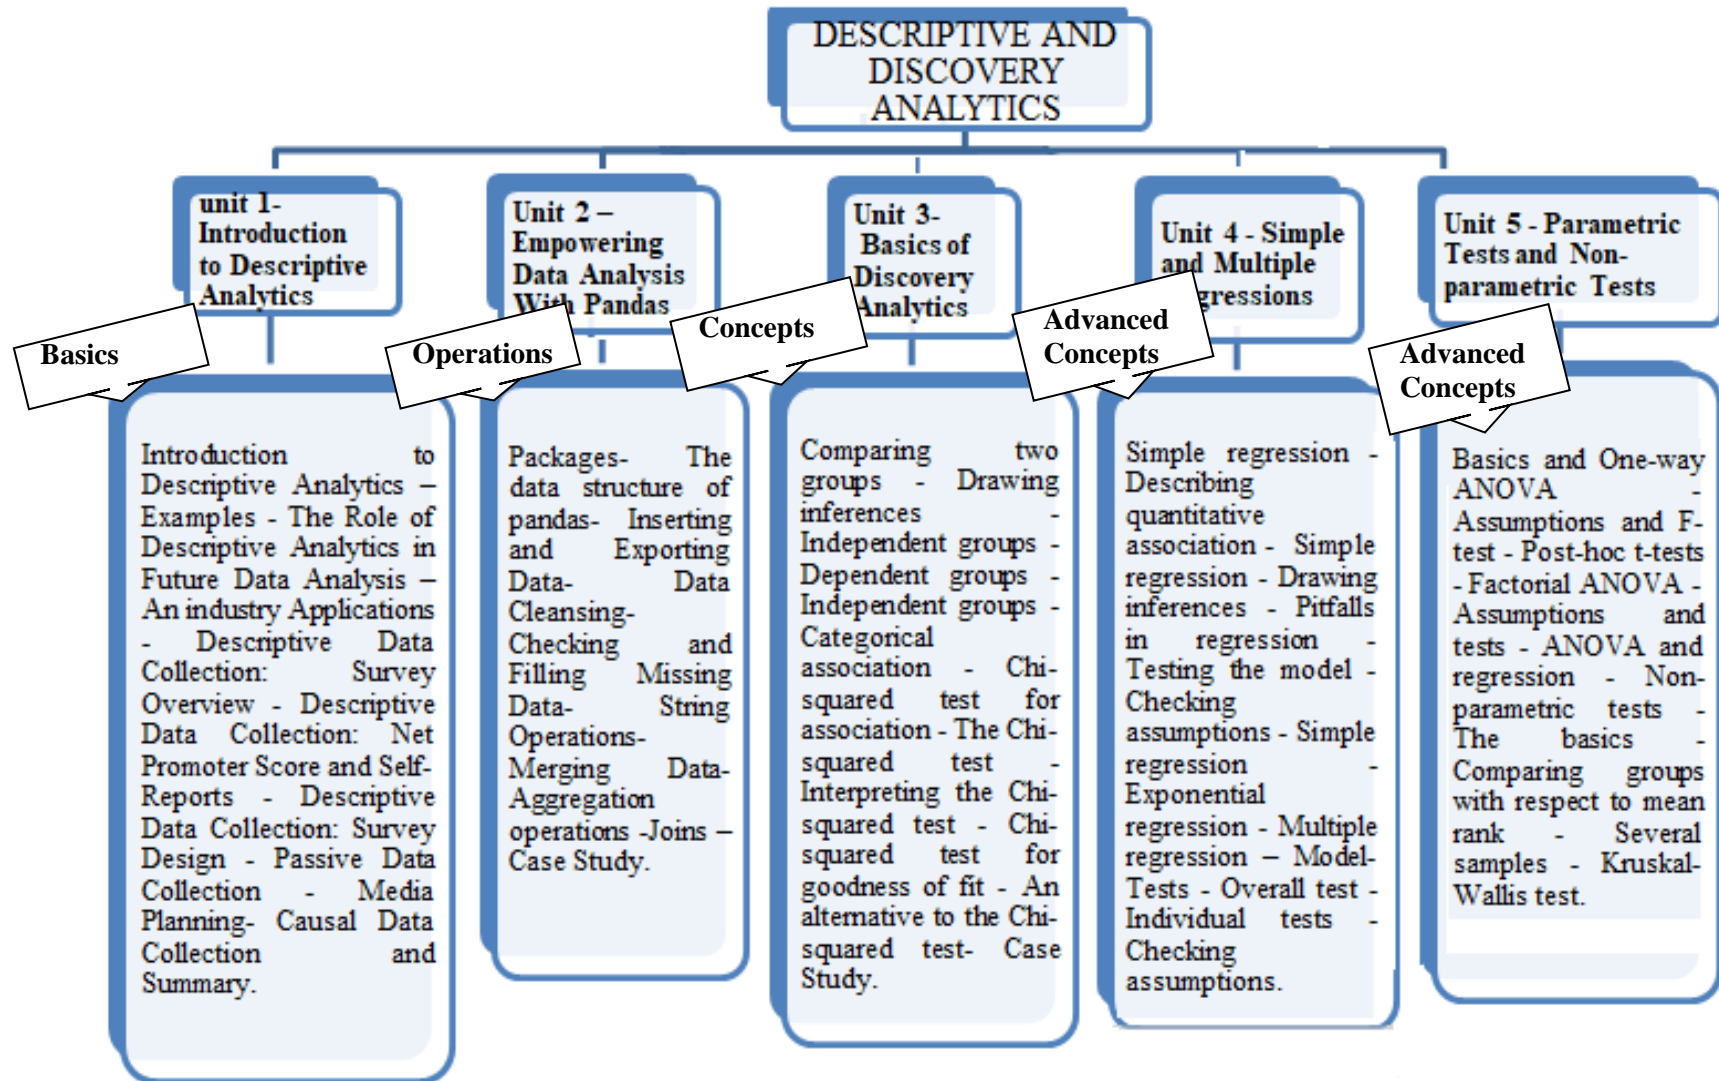 DESCRIPTIVE AND
DISCOVERY
ANALYTICS
unit 1-
Introduction
to Descriptive
Analytics
Unit 2 –
Empowering
Data Analysis
With Pandas
Unit 3-
Basics of
Discovery
Analytics
Unit 4 - Simple
and Multiple
gressions
Unit 5 - Parametric
Tests and Non-
parametric Tests
Basics
Operations
Concepts
Advanced
Concepts
Advanced
Concepts
Introduction to
Descriptive Analytics –
Examples - The Role of
Descriptive Analytics in
Future Data Analysis –
An industry Applications
- Descriptive Data
Collection: Survey
Overview - Descriptive
Data Collection: Net
Promoter Score and Self-
Reports - Descriptive
Data Collection: Survey
Design - Passive Data
Collection - Media
Planning- Causal Data
Collection and
Summary.
Packages- The
data structure of
pandas- Inserting
and Exporting
Data- Data
Cleansing-
Checking and
Filling Missing
Data- String
Operations-
Merging Data-
Aggregation
operations -Joins –
Case Study.
Comparing two
groups - Drawing
inferences -
Independent groups -
Dependent groups -
Independent groups -
Categorical
association - Chi-
squared test for
association - The Chi-
squared test -
Interpreting the Chi-
squared test - Chi-
squared test for
goodness of fit - An
alternative to the Chi-
squared test- Case
Study.
Simple regression -
Describing
quantitative
association - Simple
regression - Drawing
inferences - Pitfalls
in regression -
Testing the model -
Checking
assumptions - Simple
regression -
Exponential
regression - Multiple
regression – Model-
Tests - Overall test -
Individual tests -
Checking
assumptions.
Basics and One-way
ANOVA -
Assumptions and F-
test - Post-hoc t-tests
- Factorial ANOVA -
Assumptions and
tests - ANOVA and
regression - Non-
parametric tests -
The basics -
Comparing groups
with respect to mean
rank - Several
samples - Kruskal-
Wallis test.